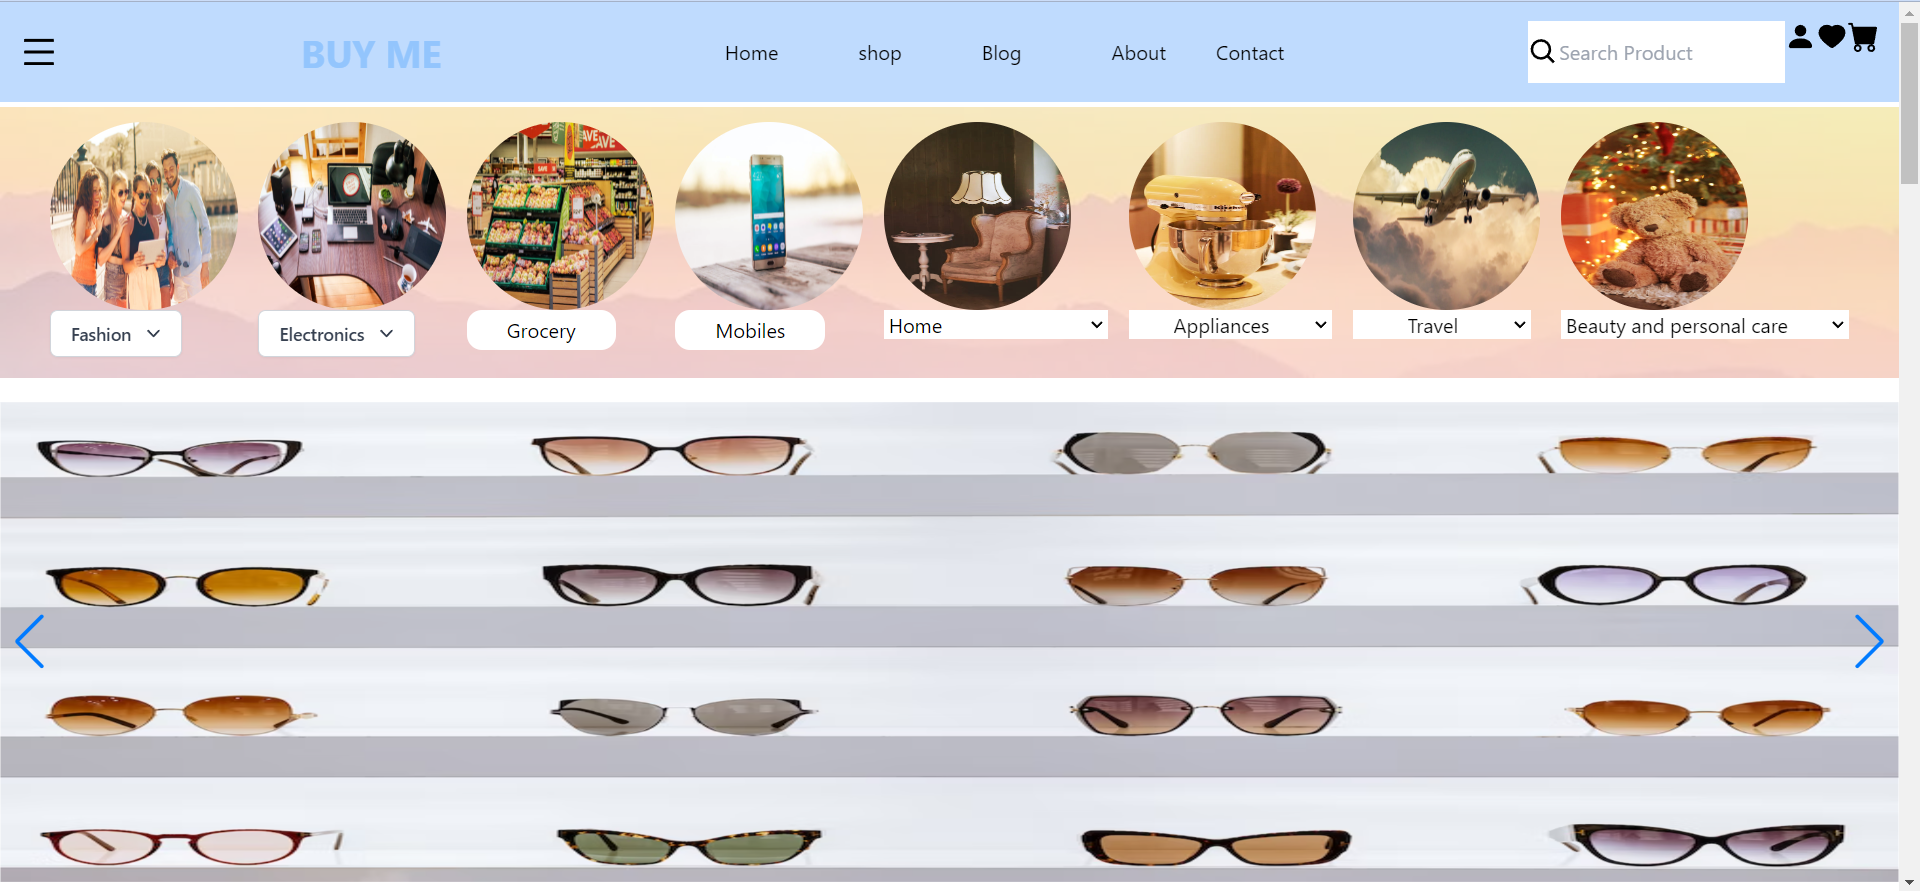 BUY ME
Home shop Blog About Contact
Search Product
SAVE
Fashion
Electronics
Grocery
Mobiles
Home
Appliances
Travel
Beauty and personal care